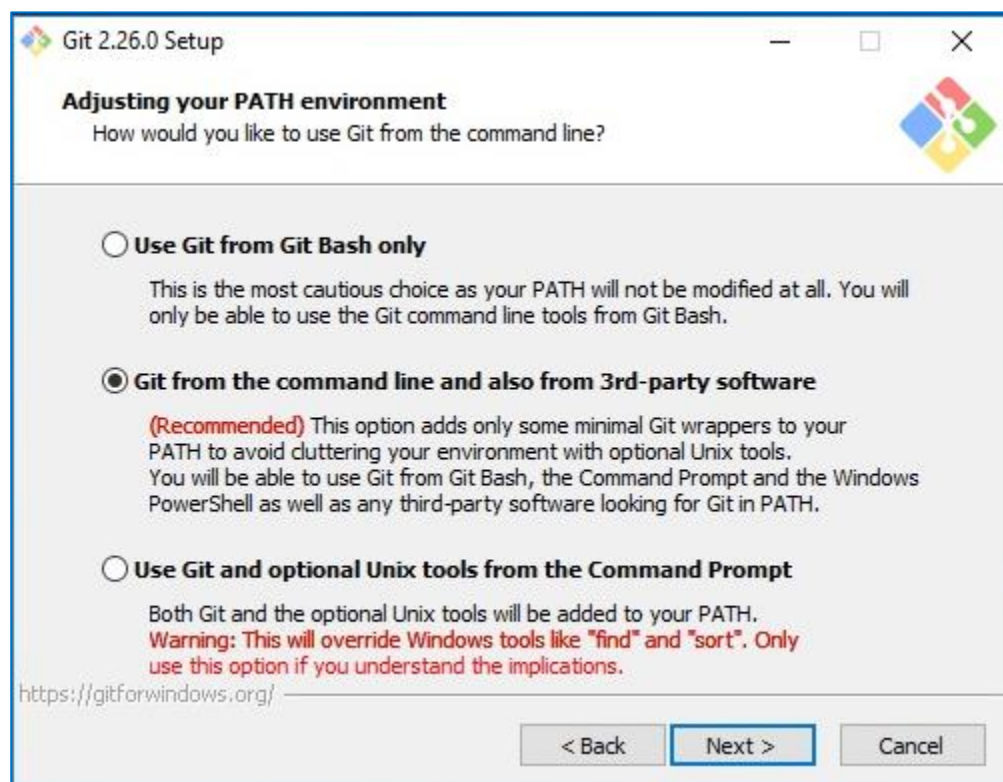 Git 2.26.0 Setup
Adjusting your PATH environment
How would you like to use Git from the command line?
Use Git from Git Bash only
This is the most cautious choice as your PATH will not be modified at all. You will
only be able to use the Git command line tools from Git Bash.
Git from the command line and also from 3rd-party software
(Recommended) This option adds only some minimal Git wrappers to your
PATH to avoid cluttering your environment with optional Unix tools.
You will be able to use Git from Git Bash, the Command Prompt and the Windows
PowerShell as well as any third-party software looking for Git in PATH.
Use Git and optional Unix tools from the Command Prompt
Both Git and the optional Unix tools will be added to your PATH.
Warning: This will override Windows tools like "find" and "sort". Only
use this option if you understand the implications.
https://gitforwindows.org/
< Back Next > Cancel